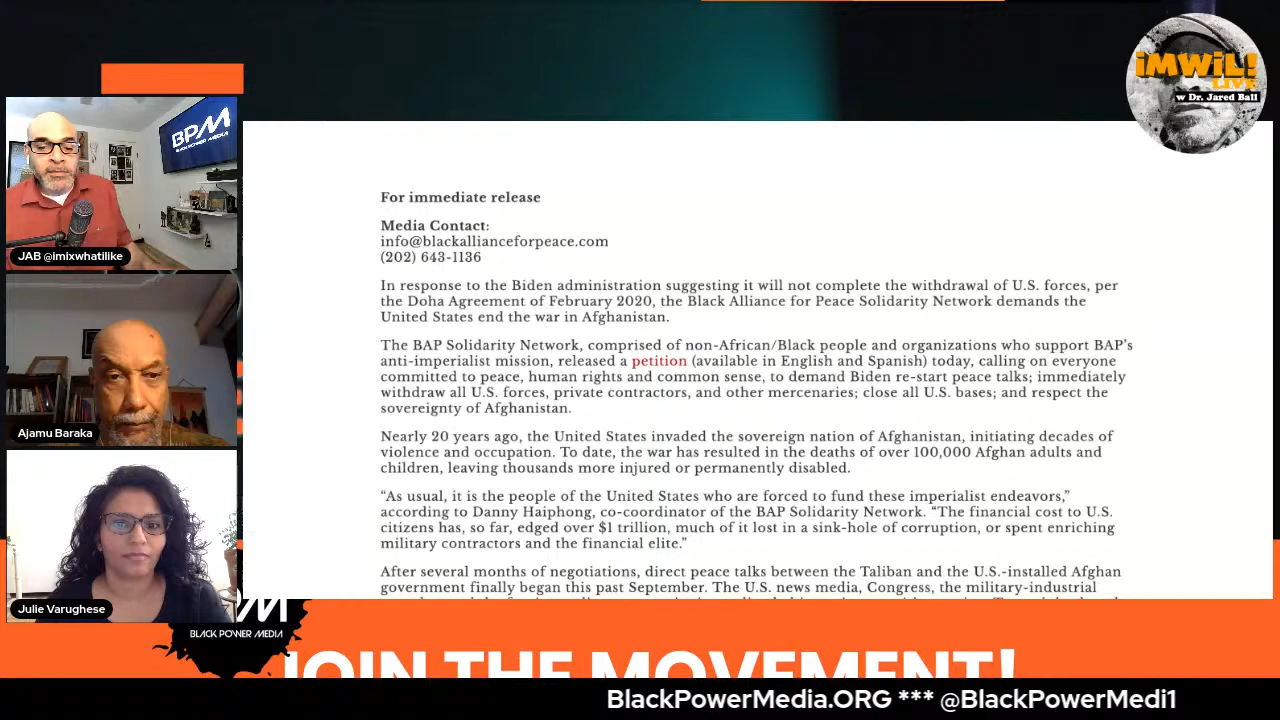 iMWiL!
LIVE
w Dr. Jared Ball
BPM
BLACK POWER MEDIA
JAB @imixwhatilike
Ajamu Baraka
Julie Varughese
For immediate release
Media Contact:
info@blackallianceforpeace.com
(202) 643-1136
In response to the Biden administration suggesting it will not complete the withdrawal of U.S. forces, per
the Doha Agreement of February 2020, the Black Alliance for Peace Solidarity Network demands the
United States end the war in Afghanistan.
The BAP Solidarity Network, comprised of non-African/Black people and organizations who support BAP’s
anti-imperialist mission, released a petition (available in English and Spanish) today, calling on everyone
committed to peace, human rights and common sense, to demand Biden re-start peace talks; immediately
withdraw all U.S. forces, private contractors, and other mercenaries; close all U.S. bases; and respect the
sovereignty of Afghanistan.
Nearly 20 years ago, the United States invaded the sovereign nation of Afghanistan, initiating decades of
violence and occupation. To date, the war has resulted in the deaths of over 100,000 Afghan adults and
children, leaving thousands more injured or permanently disabled.
“As usual, it is the people of the United States who are forced to fund these imperialist endeavors,”
according to Danny Haiphong, co-coordinator of the BAP Solidarity Network. “The financial cost to U.S.
citizens has, so far, edged over $1 trillion, much of it lost in a sink-hole of corruption, or spent enriching
military contractors and the financial elite.”
After several months of negotiations, direct peace talks between the Taliban and the U.S.-installed Afghan
government finally began this past September. The U.S. news media, Congress, the military-industrial
BLACK POWER MEDIA
JOIN THE MOVEMENT!
BlackPowerMedia.ORG *** @BlackPowerMedi1